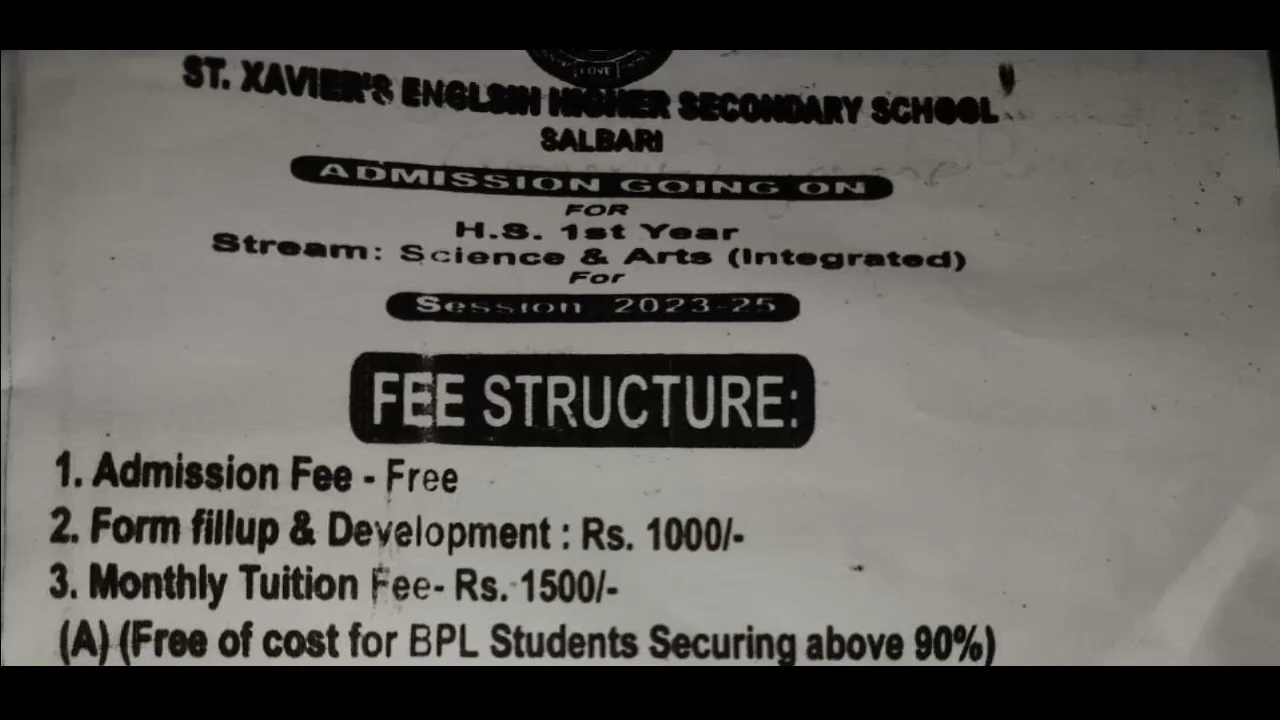 LOVE
ST. XAVIER'S ENGLSIH HIGHER SECONDARY SCHOOL
SALBARI
ADMISSION GOING ON
FOR
H.S. 1st Year
Stream: Science & Arts (Integrated)
For
Session 2023-25
FEE STRUCTURE:
1. Admission Fee - Free
2. Form fillup & Development : Rs. 1000/-
3. Monthly Tuition Fee- Rs. 1500/-
(A) (Free of cost for BPL Students Securing above 90%)